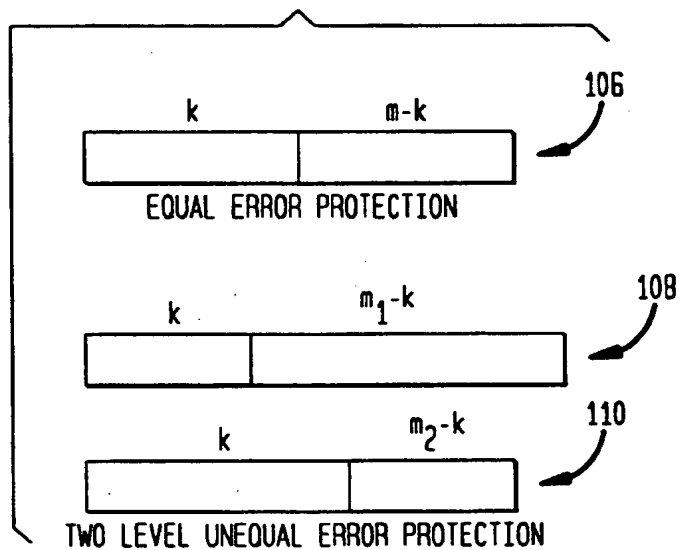 106
k m-k
EQUAL ERROR PROTECTION
108
k m₁-k
110
k m₂-k
TWO LEVEL UNEQUAL ERROR PROTECTION